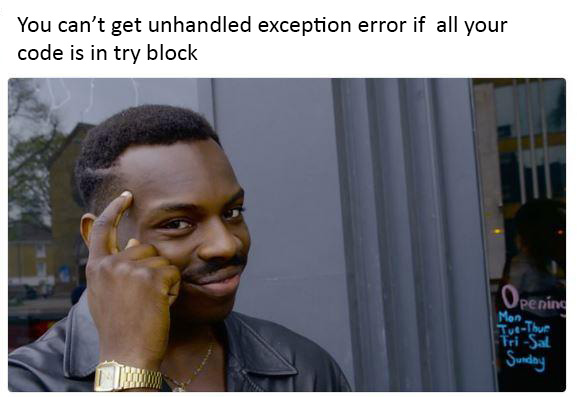 You can’t get unhandled exception error if all your
code is in try block
Opening
Mon
Tue-Thur
Fri-Sat
Sunday